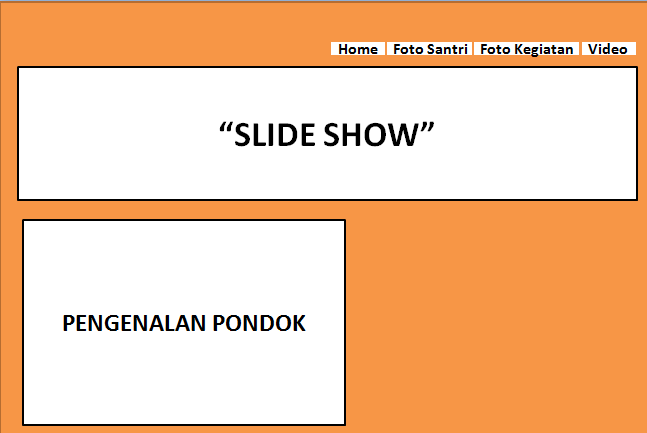 Home Foto Santri Foto Kegiatan Video
“SLIDE SHOW”
PENGENALAN PONDOK